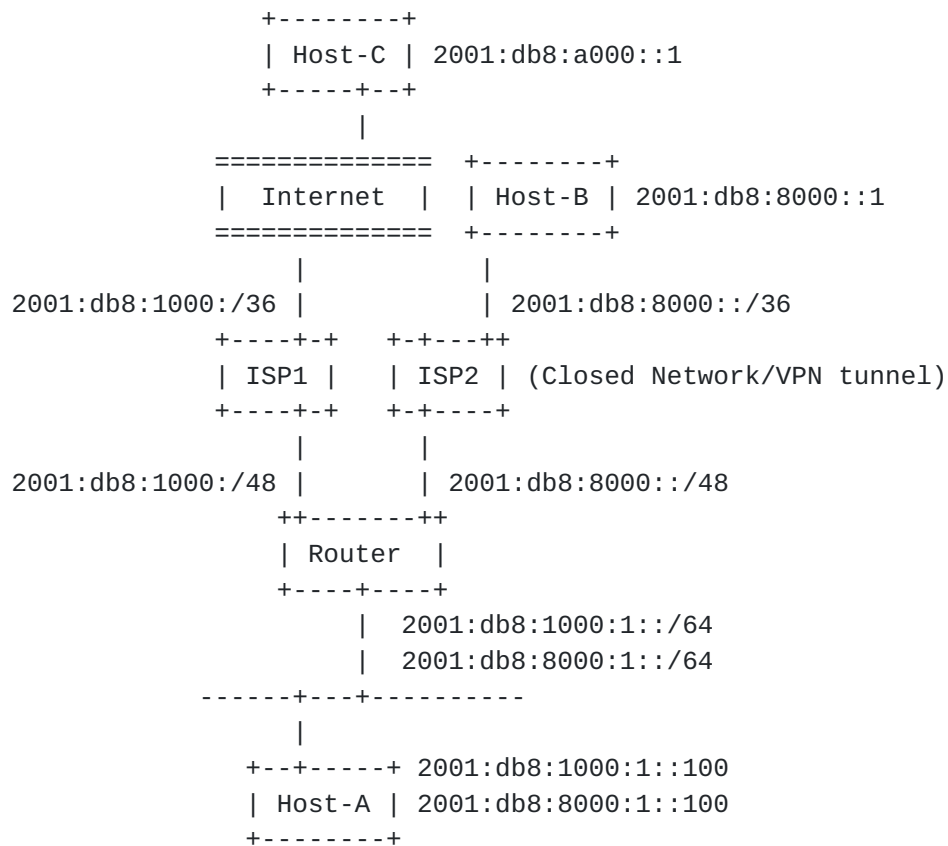 +--------+
| Host-C | 2001:db8:a000::1
+-----+--+
|
============== +--------+
| Internet | | Host-B | 2001:db8:8000::1
============== +--------+
| |
2001:db8:1000:/36 | | 2001:db8:8000::/36
+----+-+ +-+---++
| ISP1 | | ISP2 | (Closed Network/VPN tunnel)
+----+-+ +-+----+
| |
2001:db8:1000:/48 | | 2001:db8:8000::/48
++-------++
| Router |
+----+----+
| 2001:db8:1000:1::/64
| 2001:db8:8000:1::/64
------+---+----------
|
+--+-----+ 2001:db8:1000:1::100
| Host-A | 2001:db8:8000:1::100
+--------+